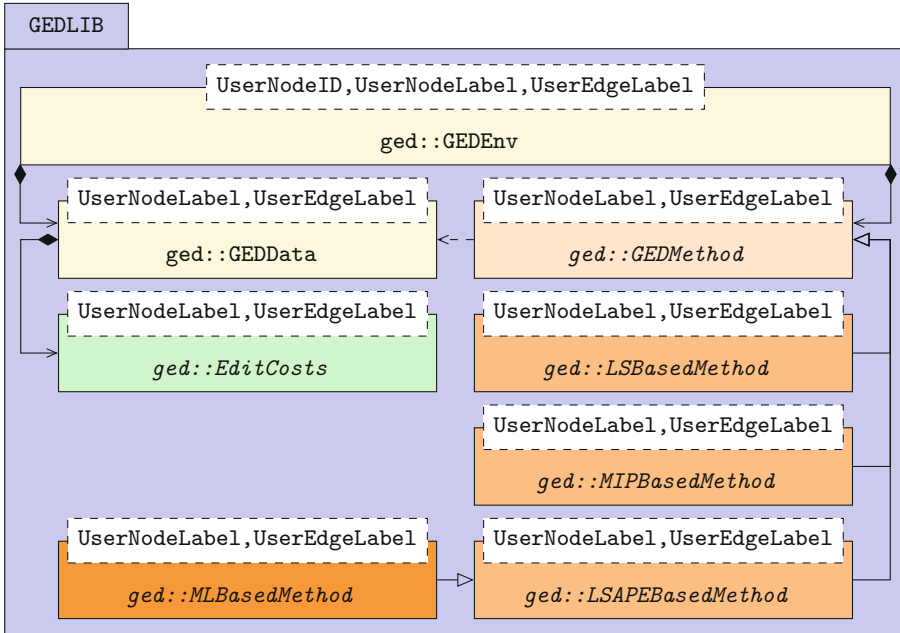 GEDLIB
UserNodeID,UserNodeLabel,UserEdgeLabel
ged::GEDEnv
UserNodeLabel,UserEdgeLabel
ged::GEDData
UserNodeLabel,UserEdgeLabel
ged::GEDMethod
UserNodeLabel,UserEdgeLabel
ged::EditCosts
UserNodeLabel,UserEdgeLabel
ged::LSBasedMethod
UserNodeLabel,UserEdgeLabel
ged::MIPBasedMethod
UserNodeLabel,UserEdgeLabel
ged::MLBasedMethod
UserNodeLabel,UserEdgeLabel
ged::LSAPEBasedMethod